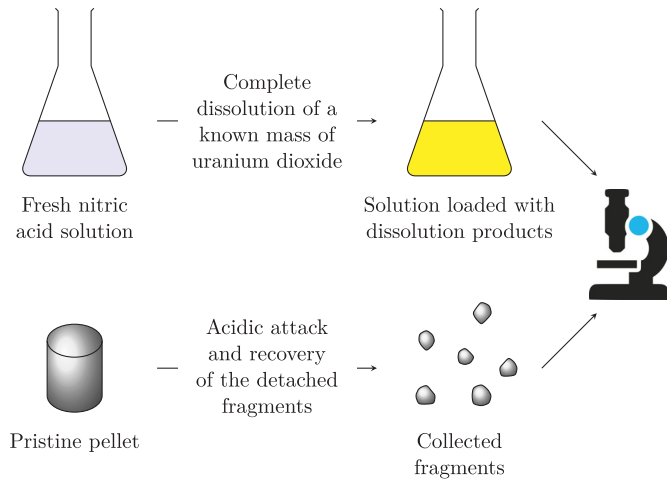 Complete
dissolution of a
known mass of
uranium dioxide
Fresh nitric
acid solution
Solution loaded with
dissolution products
Acidic attack
and recovery
of the detached
fragments
Pristine pellet
Collected
fragments